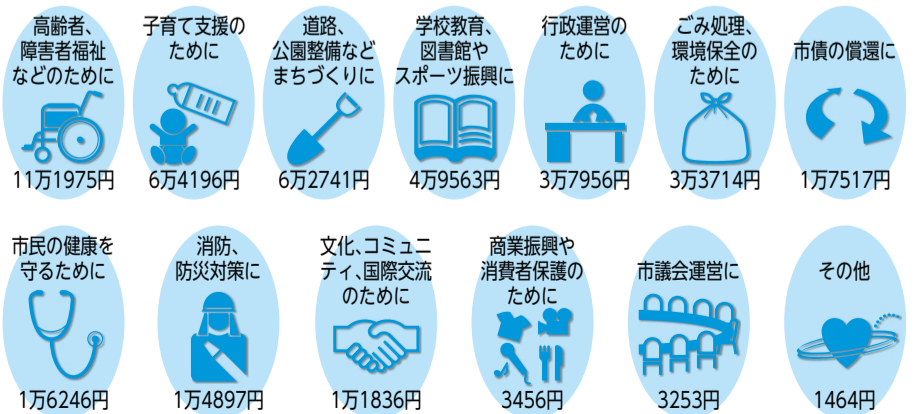 高齢者、
障害者福祉
などのために
11万1975円
子育て支援の
ために
6万4196円
道路、
公園整備など
まちづくりに
6万2741円
学校教育、
図書館や
スポーツ振興に
4万9563円
行政運営の
ために
3万7956円
ごみ処理、
環境保全の
ために
3万3714円
市債の償還に
1万7517円
市民の健康を
守るために
1万6246円
消防、
防災対策に
1万4897円
文化、コミュニ
ティ、国際交流
のために
1万1836円
商業振興や
消費者保護の
ために
3456円
市議会運営に
3253円
その他
1464円